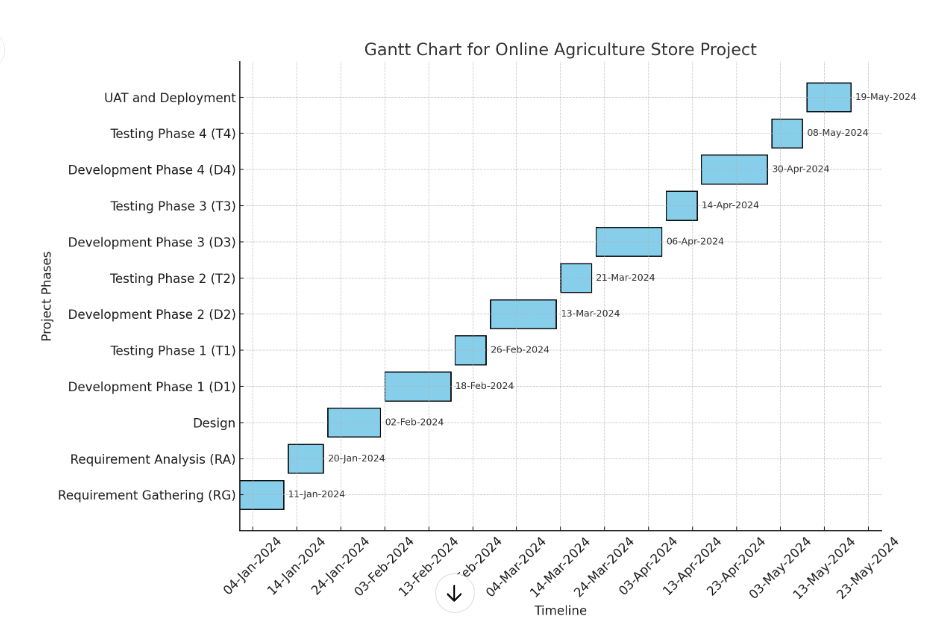 Gantt Chart for Online Agriculture Store Project
Project Phases
UAT and Deployment 19-May-2024
Testing Phase 4 (T4) 08-May-2024
Development Phase 4 (D4) 30-Apr-2024
Testing Phase 3 (T3) 14-Apr-2024
Development Phase 3 (D3) 06-Apr-2024
Testing Phase 2 (T2) 21-Mar-2024
Development Phase 2 (D2) 13-Mar-2024
Testing Phase 1 (T1) 26-Feb-2024
Development Phase 1 (D1) 18-Feb-2024
Design 02-Feb-2024
Requirement Analysis (RA) 20-Jan-2024
Requirement Gathering (RG) 11-Jan-2024
04-Jan-2024 14-Jan-2024 24-Jan-2024 03-Feb-2024 13-Feb-2024 Feb-2024 04-Mar-2024 14-Mar-2024 24-Mar-2024 03-Apr-2024 13-Apr-2024 23-Apr-2024 03-May-2024 13-May-2024 23-May-2024
Timeline